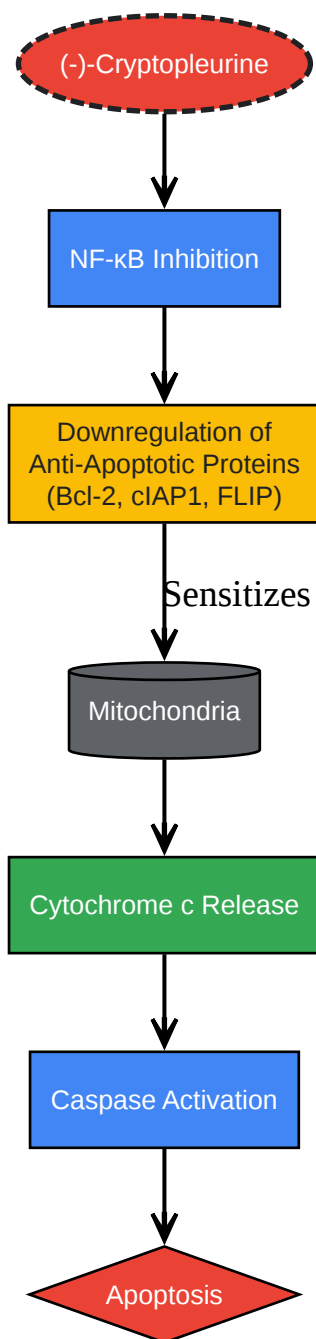 (-)-Cryptopleurine
NF-κB Inhibition
Downregulation of
Anti-Apoptotic Proteins
(Bcl-2, cIAP1, FLIP)
Sensitizes
Mitochondria
Cytochrome c Release
Caspase Activation
Apoptosis